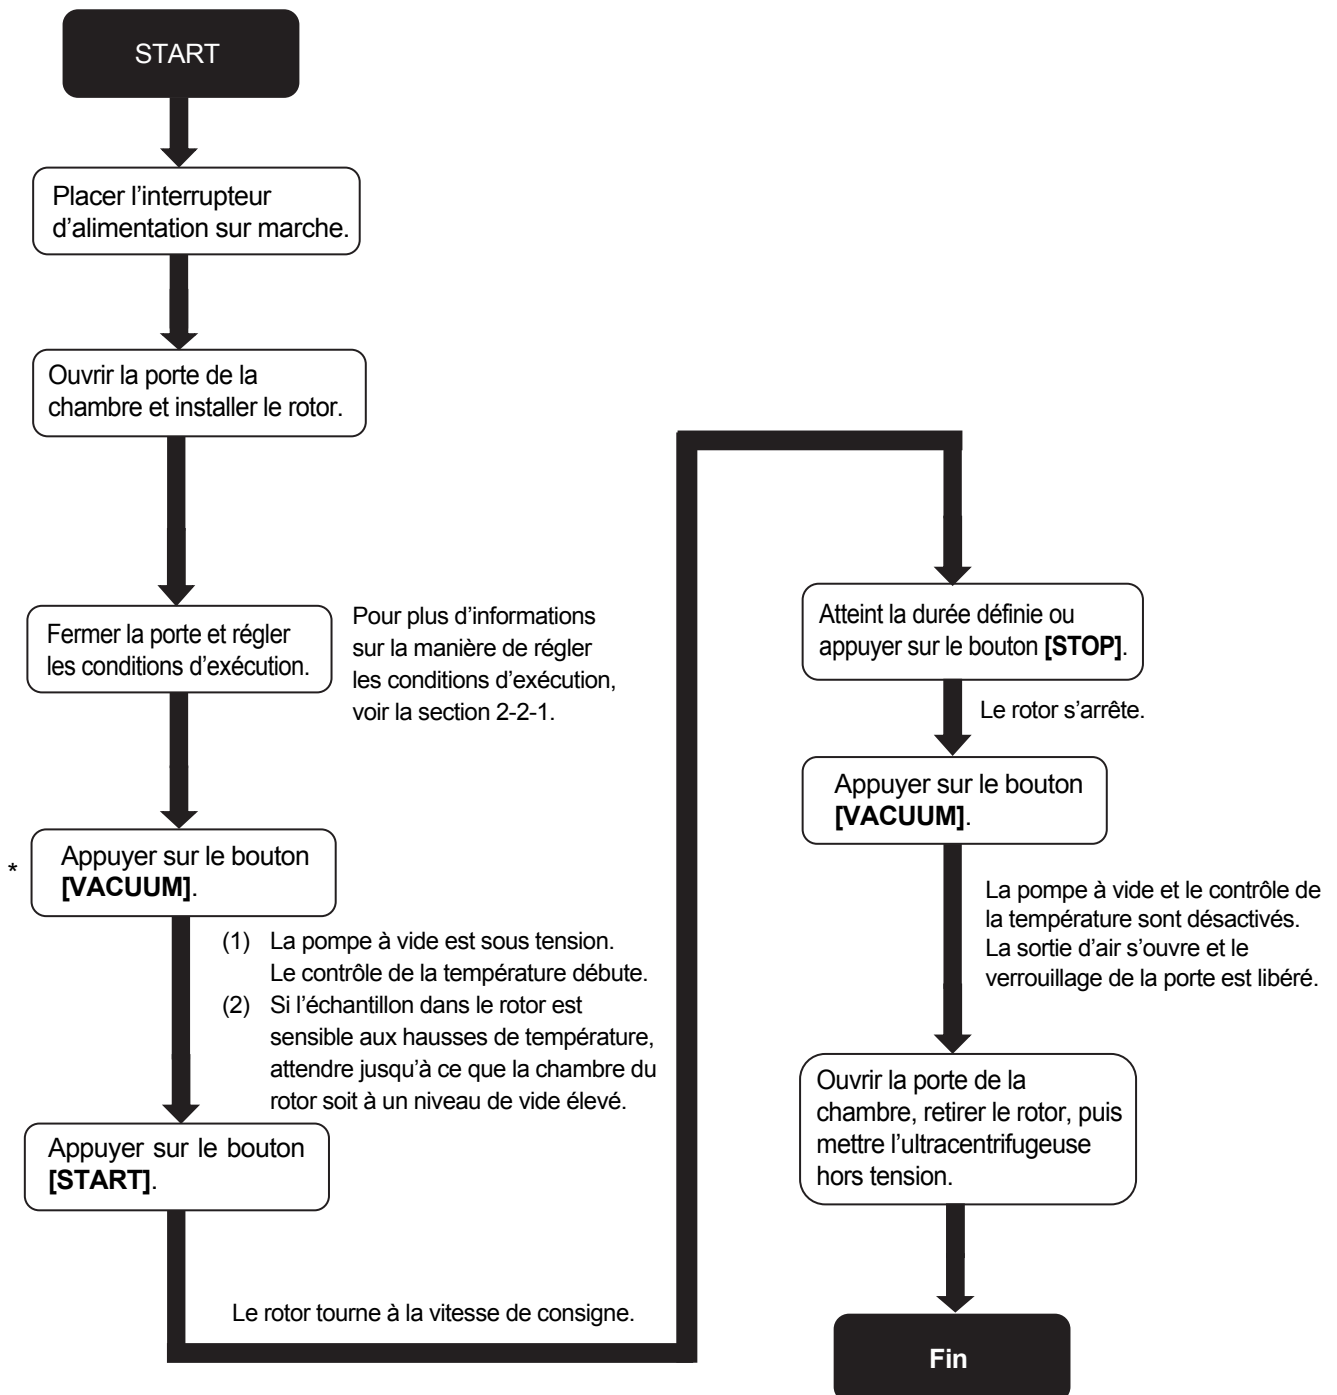 START
Placer l’interrupteur
d’alimentation sur marche.
Ouvrir la porte de la
chambre et installer le rotor.
Fermer la porte et régler
les conditions d’exécution.
Pour plus d’informations
sur la manière de régler
les conditions d’exécution,
voir la section 2-2-1.
*
Appuyer sur le bouton
[VACUUM].
(1) La pompe à vide est sous tension.
Le contrôle de la température débute.
(2) Si l’échantillon dans le rotor est
sensible aux hausses de température,
attendre jusqu’à ce que la chambre du
rotor soit à un niveau de vide élevé.
Appuyer sur le bouton
[START].
Le rotor tourne à la vitesse de consigne.
Atteint la durée définie ou
appuyer sur le bouton [STOP].
Le rotor s’arrête.
Appuyer sur le bouton
[VACUUM].
La pompe à vide et le contrôle de
la température sont désactivés.
La sortie d’air s’ouvre et le
verrouillage de la porte est libéré.
Ouvrir la porte de la
chambre, retirer le rotor, puis
mettre l’ultracentrifugeuse
hors tension.
Fin